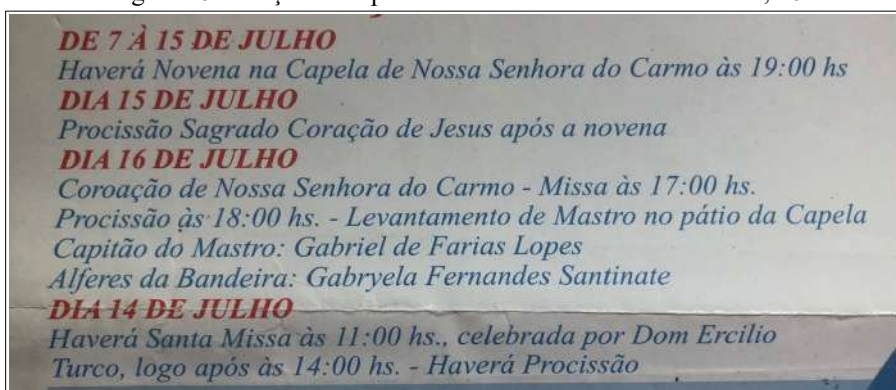 DE 7 À 15 DE JULHO
Haverá Novena na Capela de Nossa Senhora do Carmo às 19:00 hs
DIA 15 DE JULHO
Procissão Sagrado Coração de Jesus após a novena
DIA 16 DE JULHO
Coroação de Nossa Senhora do Carmo - Missa às 17:00 hs.
Procissão às 18:00 hs. - Levantamento de Mastro no pátio da Capela
Capitão do Mastro: Gabriel de Farias Lopes
Alferes da Bandeira: Gabryela Fernandes Santinate
DIA 14 DE JULHO
Haverá Santa Missa às 11:00 hs., celebrada por Dom Ercilio
Turco, logo após às 14:00 hs. - Haverá Procissão